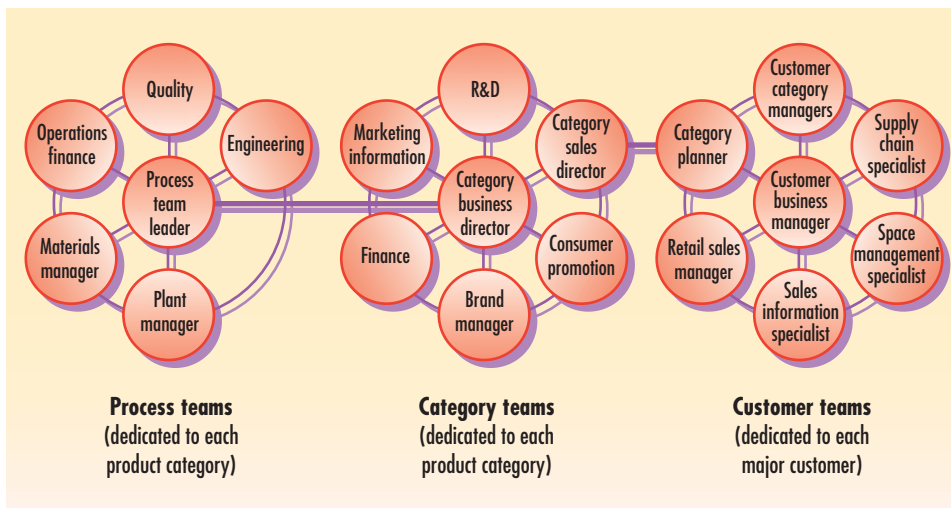 Quality
Operations
finance
Engineering
Process
team
leader
Materials
manager
Plant
manager
Process teams
(dedicated to each
product category)
R&D
Marketing
information
Category
sales
director
Category
business
director
Finance
Consumer
promotion
Brand
manager
Category teams
(dedicated to each
product category)
Customer
category
managers
Category
planner
Supply
chain
specialist
Customer
business
manager
Retail sales
manager
Space
management
specialist
Sales
information
specialist
Customer teams
(dedicated to each
major customer)